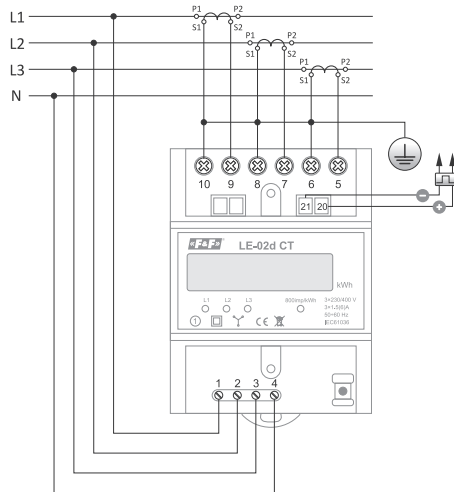 L1
P1 P2
S1 S2
L2
P1 P2
S1 S2
L3
P1 P2
S1 S2
N
10 9 8 7 6 5
21 20
- +
«F&F»® LE-02d CT
kWh
L1 L2 L3 800imp/kWh
3×230/400 V
3×1.5(6)A
50÷60 Hz
IEC61036
1 CE
1 2 3 4